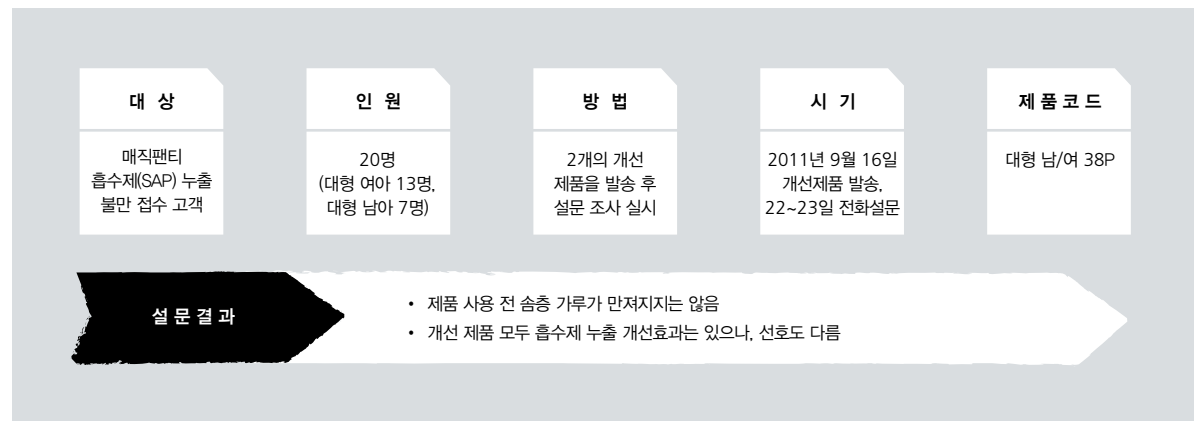 대 상
매직팬티
흡수제(SAP) 누출
불만 접수 고객
인 원
20명
(대형 여아 13명,
대형 남아 7명)
방 법
2개의 개선
제품을 발송 후
설문 조사 실시
시 기
2011년 9월 16일
개선제품 발송,
22~23일 전화설문
제품코드
대형 남/여 38P
설문결과
• 제품 사용 전 솜층 가루가 만져지지는 않음
• 개선 제품 모두 흡수제 누출 개선효과는 있으나, 선호도 다름